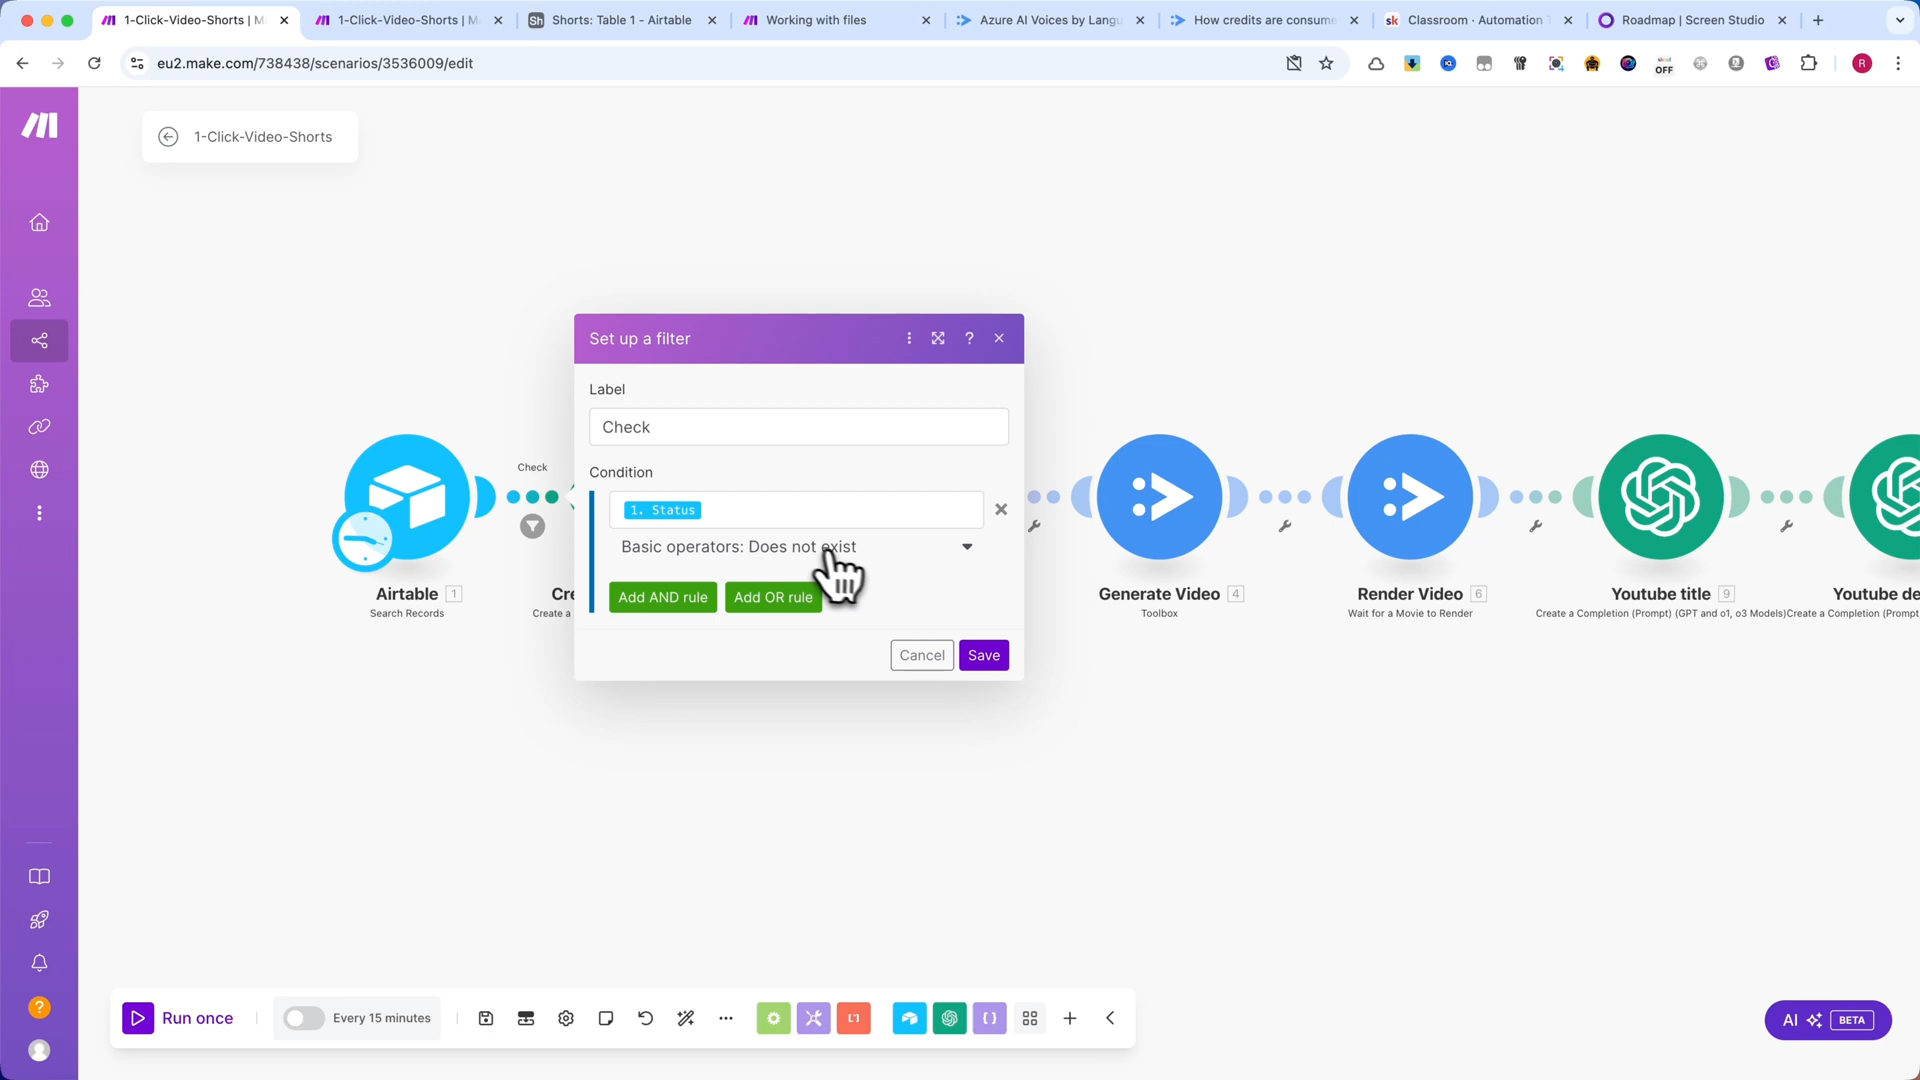 1-Click-Video-Shorts | M
1-Click-Video-Shorts | M
Sh Shorts: Table 1 - Airtable
Working with files
Azure AI Voices by Langu
How credits are consume
sk Classroom · Automation
Roadmap | Screen Studio
eu2.make.com/738438/scenarios/3536009/edit
OFF
R
1-Click-Video-Shorts
Set up a filter
?
Label
Check
Condition
1. Status
Basic operators: Does not exist
Add AND rule
Add OR rule
Cancel
Save
Check
Airtable 1
Search Records
Cre
Create a
Generate Video 4
Toolbox
Render Video 6
Wait for a Movie to Render
Youtube title 9
Create a Completion (Prompt) (GPT and o1, o3 Models)
Youtube de
Create a Completion (Prompt
?
Run once
Every 15 minutes
AI BETA